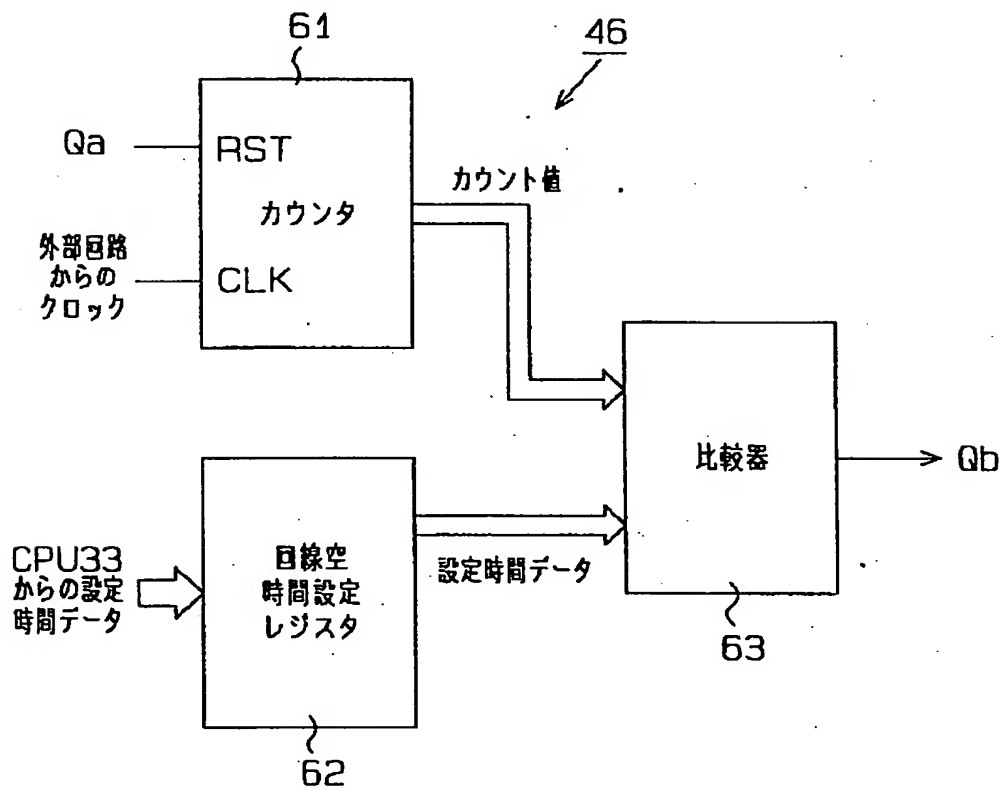 61
46
Qa
RST
カウンタ
カウント値
外部回路
からの
クロック
CLK
比較器
Qb
63
CPU33
からの設定
時間データ
回線空
時間設定
レジスタ
設定時間データ
62